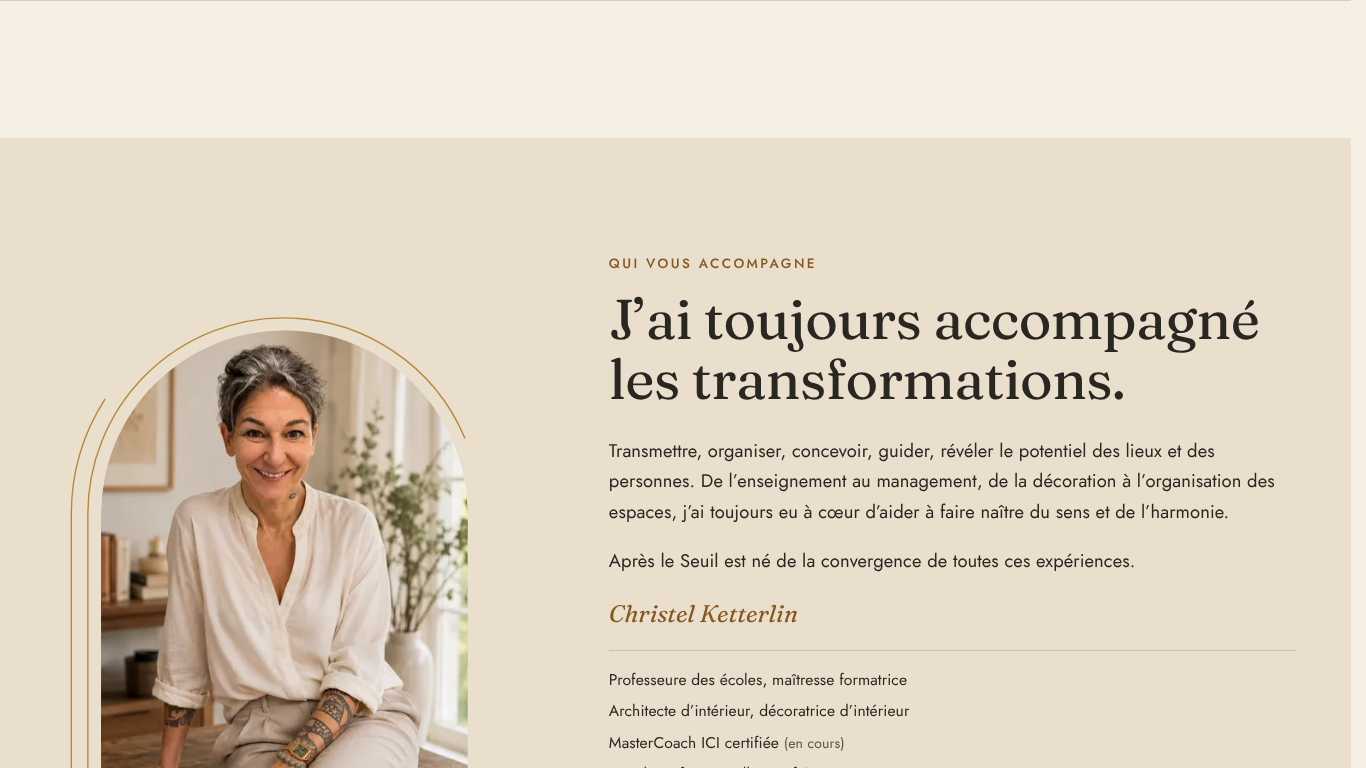 QUI VOUS ACCOMPAGNE
J’ai toujours accompagné
les transformations.
Transmettre, organiser, concevoir, guider, révéler le potentiel des lieux et des
personnes. De l’enseignement au management, de la décoration à l’organisation des
espaces, j’ai toujours eu à cœur d’aider à faire naître du sens et de l’harmonie.
Après le Seuil est né de la convergence de toutes ces expériences.
Christel Ketterlin
Professeure des écoles, maîtresse formatrice
Architecte d’intérieur, décoratrice d’intérieur
MasterCoach ICI certifiée (en cours)